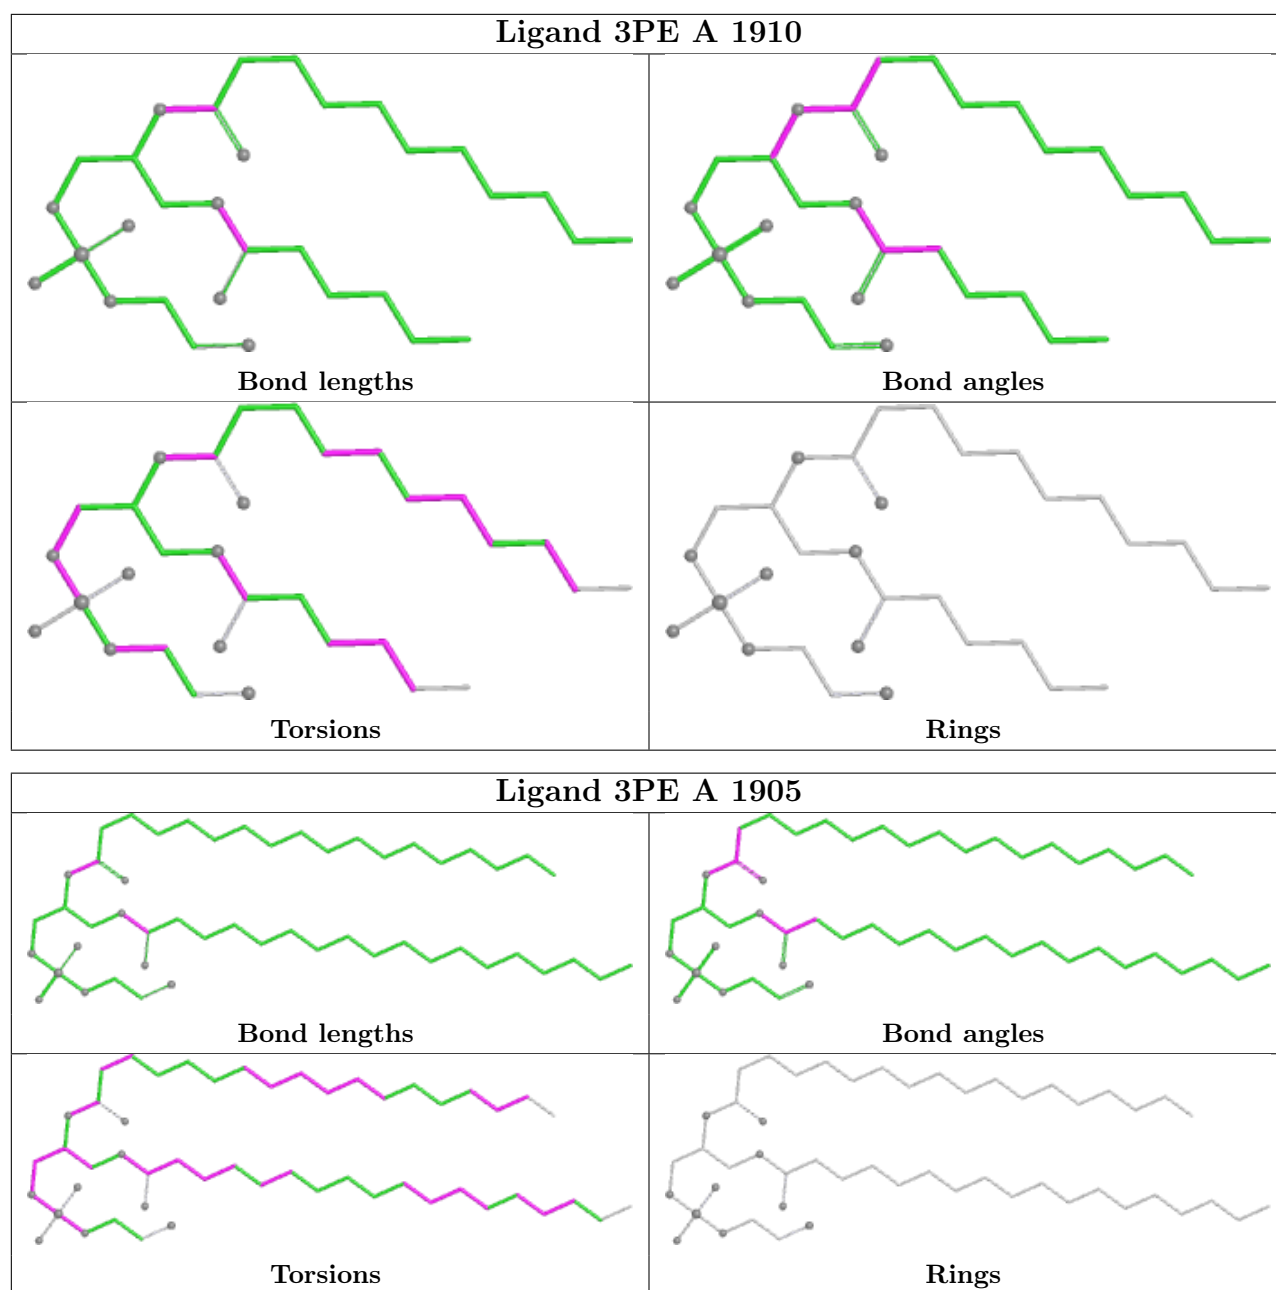 Ligand 3PE A 1910
Bond lengths
Bond angles
Torsions
Rings
Ligand 3PE A 1905
Bond lengths
Bond angles
Torsions
Rings